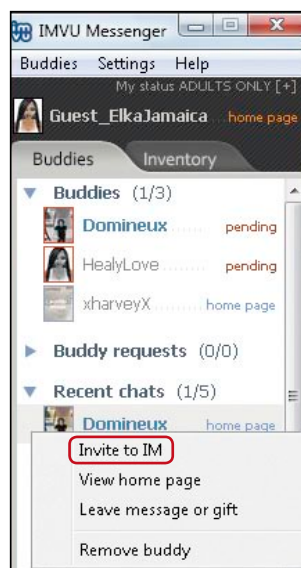 IMVU Messenger
Buddies Settings Help
My status ADULTS ONLY [+]
Guest_ElkaJamaica home page
Buddies Inventory
Buddies (1/3)
Domineux ...... pending
HealyLove ......... pending
xharveyX ...... home page
Buddy requests (0/0)
Recent chats (1/5)
Domineux home page
Invite to IM
View home page
Leave message or gift
Remove buddy